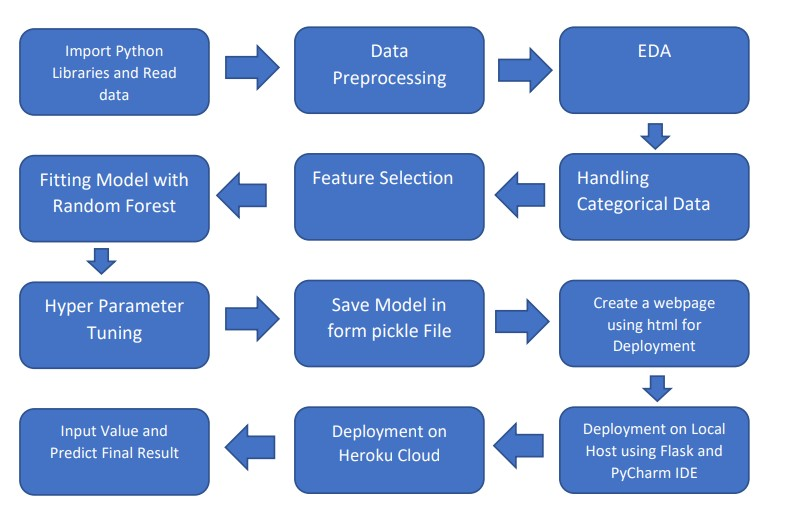 Import Python
Libraries and Read
data
Data
Preprocessing
EDA
Handling
Categorical Data
Feature Selection
Fitting Model with
Random Forest
Hyper Parameter
Tuning
Save Model in
form pickle File
Create a webpage
using html for
Deployment
Deployment on Local
Host using Flask and
PyCharm IDE
Deployment on
Heroku Cloud
Input Value and
Predict Final Result